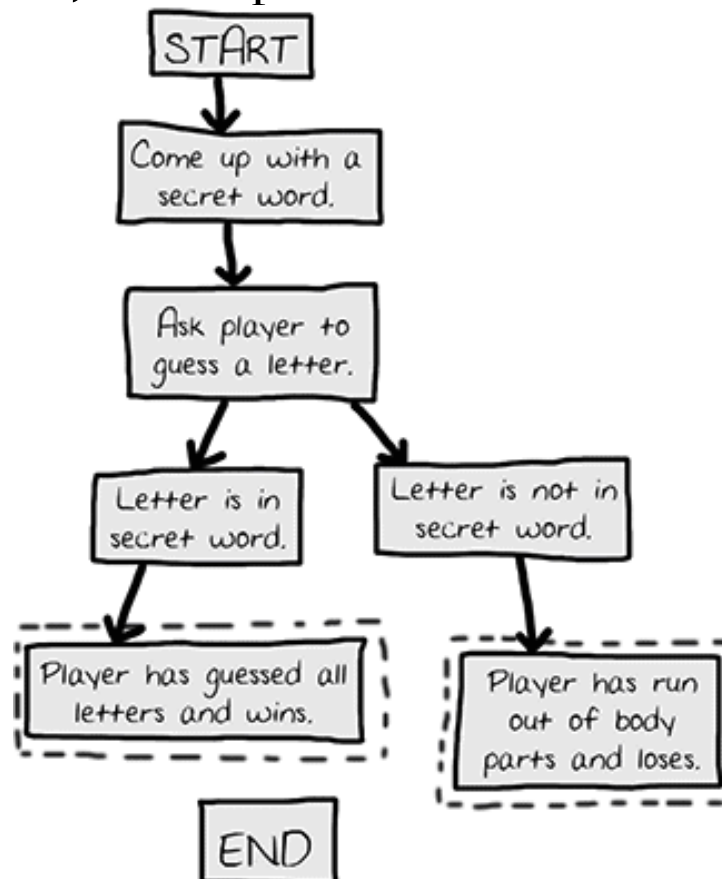 START
Come up with a
secret word.
Ask player to
guess a letter.
Letter is in
secret word.
Letter is not in
secret word.
Player has guessed all
letters and wins.
Player has run
out of body
parts and loses.
END